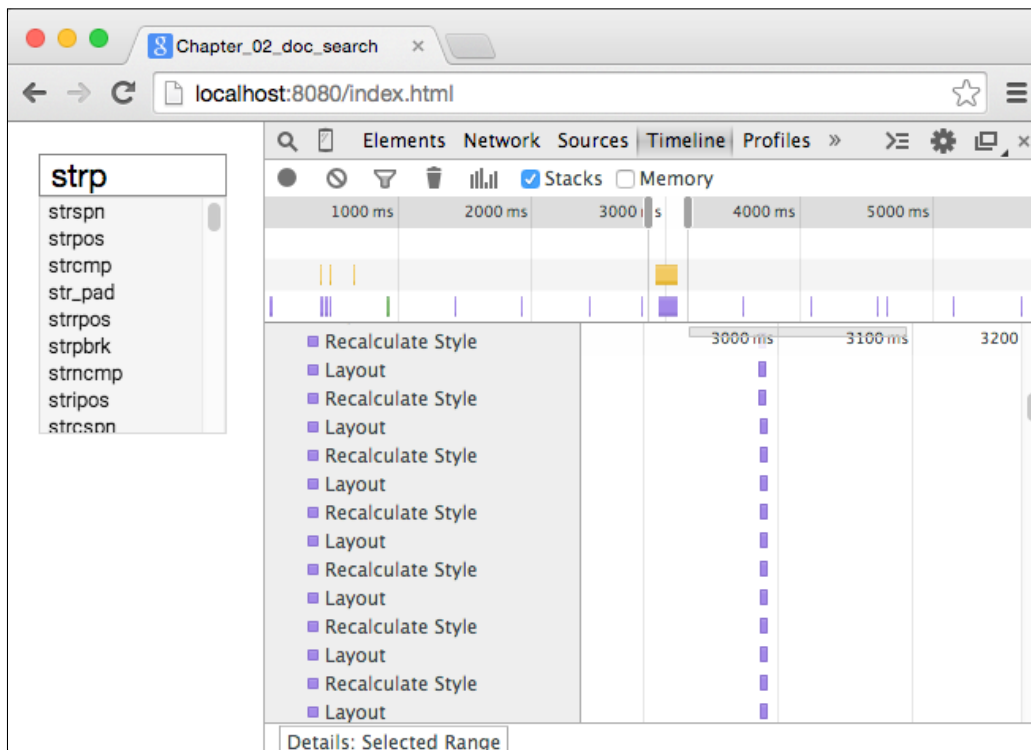 Chapter_02_doc_search
localhost:8080/index.html
Elements Network Sources Timeline Profiles »
Stacks Memory
strp
strspn
strpos
strcmp
str_pad
strrpos
strpbrk
strncmp
stripos
strcspn
1000 ms 2000 ms 3000 s 4000 ms 5000 ms
3000 ms 3100 ms 3200
Recalculate Style
Layout
Recalculate Style
Layout
Recalculate Style
Layout
Recalculate Style
Layout
Recalculate Style
Layout
Recalculate Style
Layout
Recalculate Style
Layout
Details: Selected Range